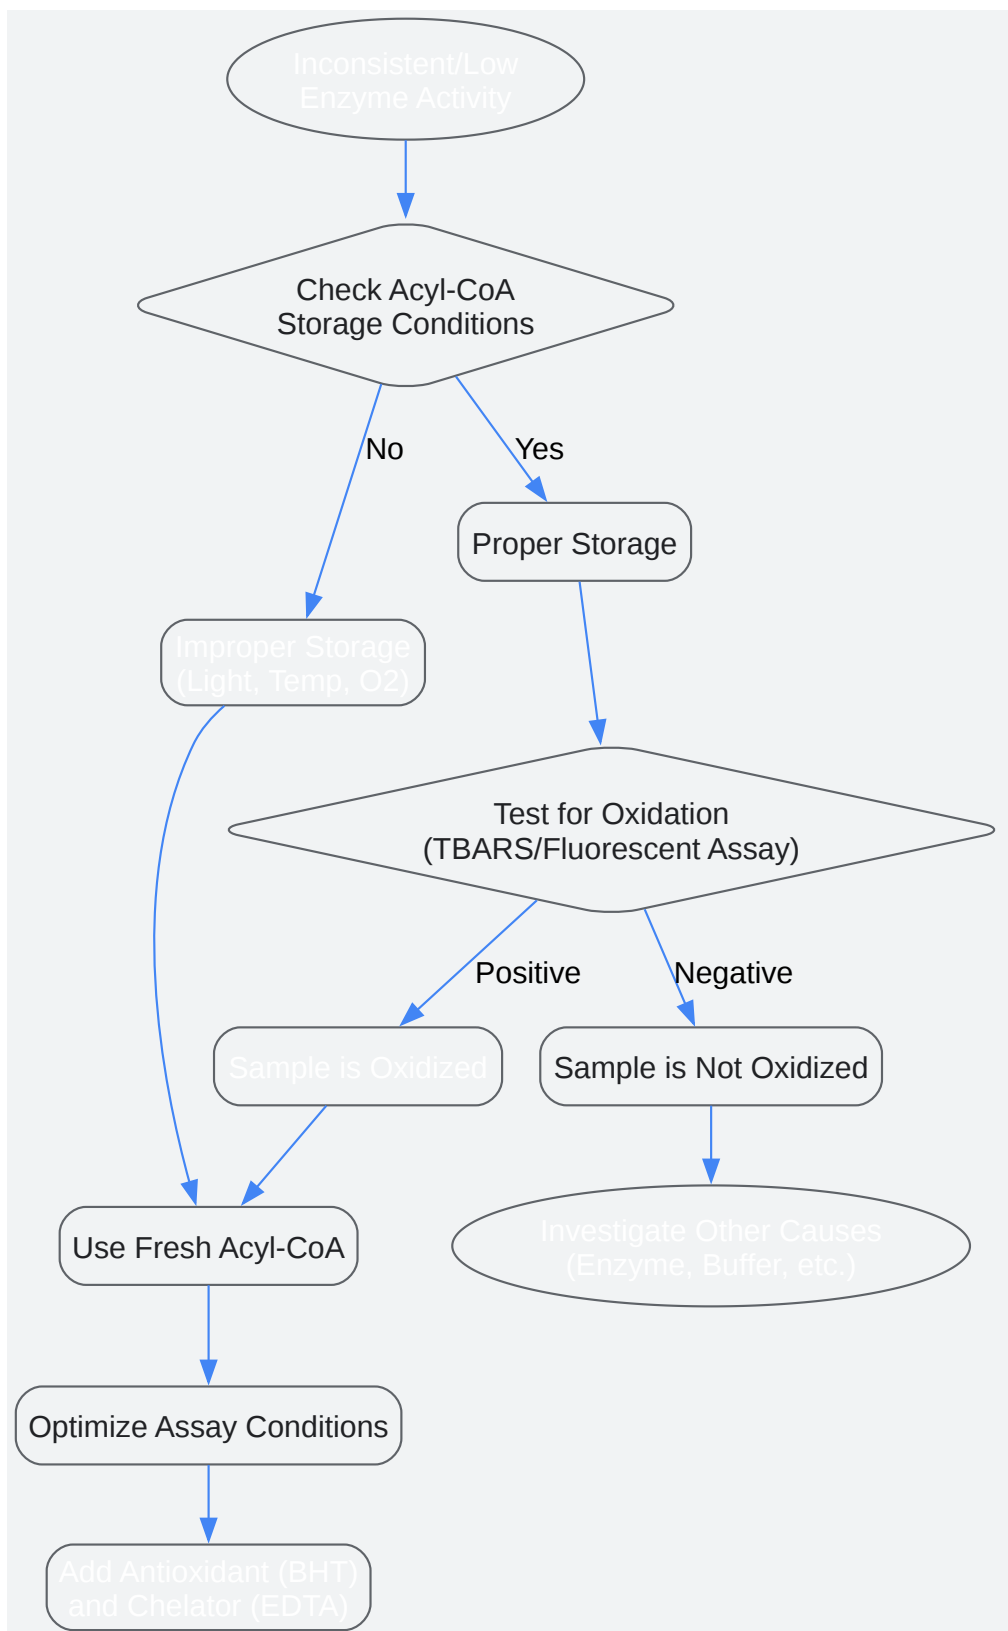 Inconsistent/Low
Enzyme Activity
Check Acyl-CoA
Storage Conditions
No
Yes
Proper Storage
Improper Storage
(Light, Temp, O2)
Test for Oxidation
(TBARS/Fluorescent Assay)
Positive
Negative
Sample is Oxidized
Sample is Not Oxidized
Use Fresh Acyl-CoA
Investigate Other Causes
(Enzyme, Buffer, etc.)
Optimize Assay Conditions
Add Antioxidant (BHT)
and Chelator (EDTA)